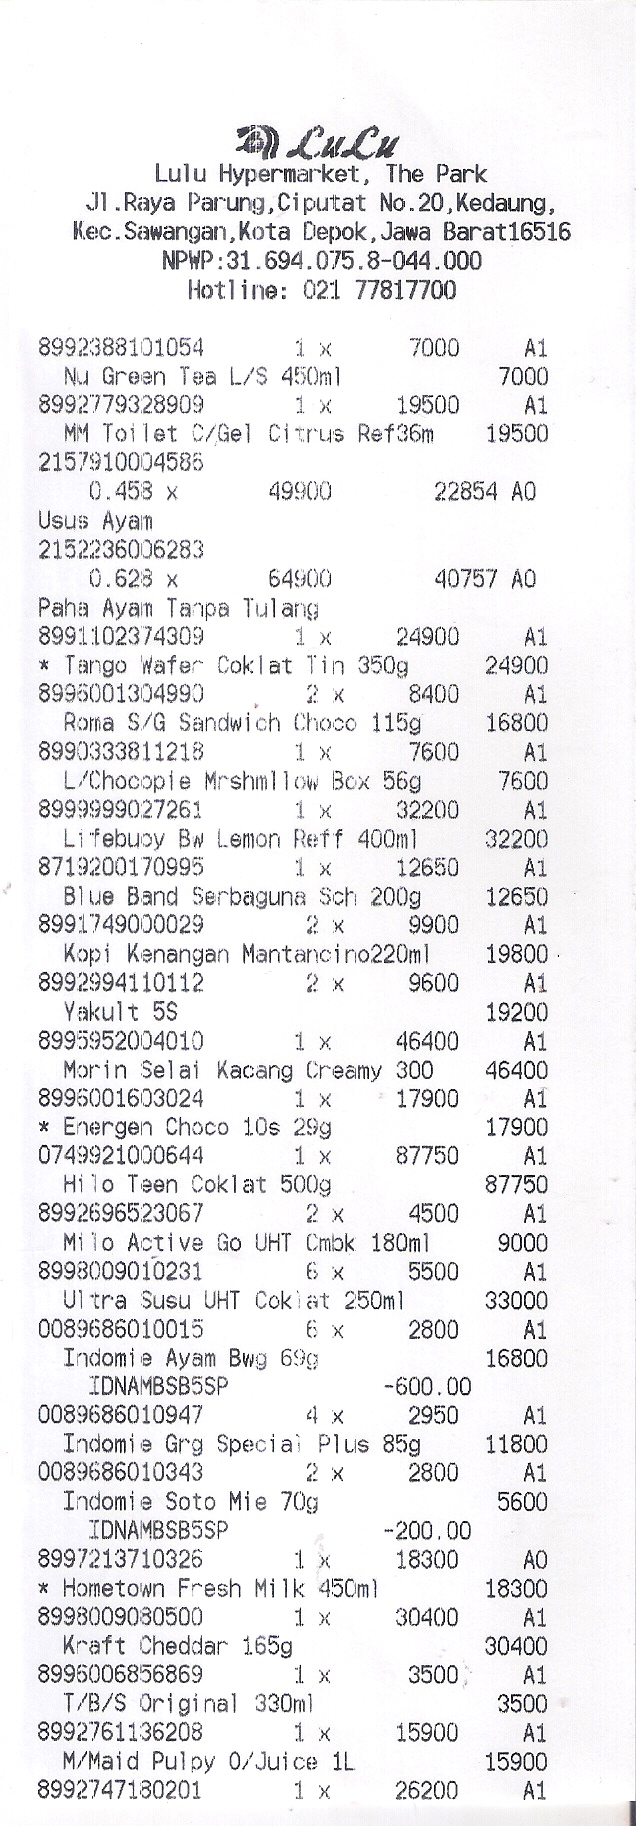 LuLu
Lulu Hypermarket, The Park
Jl.Raya Parung,Ciputat No.20,Kedaung,
Kec.Sawangan,Kota Depok,Jawa Barat16516
NPWP:31.694.075.8-044.000
Hotline: 021 77817700
8992388101054 1 x 7000 A1
Nu Green Tea L/S 450ml 7000
8992779328909 1 x 19500 A1
MM Toilet C/Gel Citrus Ref36m 19500
2157910004586
0.458 x 49900 22854 A0
Usus Ayam
2152236006283
0.628 x 64900 40757 A0
Paha Ayam Tanpa Tulang
8991102374309 1 x 24900 A1
* Tango Wafer Coklat Tin 350g 24900
8996001304990 2 x 8400 A1
Roma S/G Sandwich Choco 115g 16800
8990333811218 1 x 7600 A1
L/Chocopie Mrshmllow Box 56g 7600
8999999027261 1 x 32200 A1
Lifebuoy Bw Lemon Reff 400ml 32200
8719200170995 1 x 12650 A1
Blue Band Serbaguna Sch 200g 12650
8991749000029 2 x 9900 A1
Kopi Kenangan Mantancino220ml 19800
8992994110112 2 x 9600 A1
Yakult 5S 19200
8995952004010 1 x 46400 A1
Morin Selai Kacang Creamy 300 46400
8996001603024 1 x 17900 A1
* Energen Choco 10s 29g 17900
0749921000644 1 x 87750 A1
Hilo Teen Coklat 500g 87750
8992696523067 2 x 4500 A1
Milo Active Go UHT Cmbk 180ml 9000
8998009010231 6 x 5500 A1
Ultra Susu UHT Coklat 250ml 33000
0089686010015 6 x 2800 A1
Indomie Ayam Bwg 69g 16800
IDNAMBSB5SP -600.00
0089686010947 4 x 2950 A1
Indomie Grg Special Plus 85g 11800
0089686010343 2 x 2800 A1
Indomie Soto Mie 70g 5600
IDNAMBSB5SP -200.00
8997213710326 1 x 18300 A0
* Hometown Fresh Milk 450ml 18300
8998009080500 1 x 30400 A1
Kraft Cheddar 165g 30400
8996006856869 1 x 3500 A1
T/B/S Original 330ml 3500
8992761136208 1 x 15900 A1
M/Maid Pulpy O/Juice 1L 15900
8992747180201 1 x 26200 A1